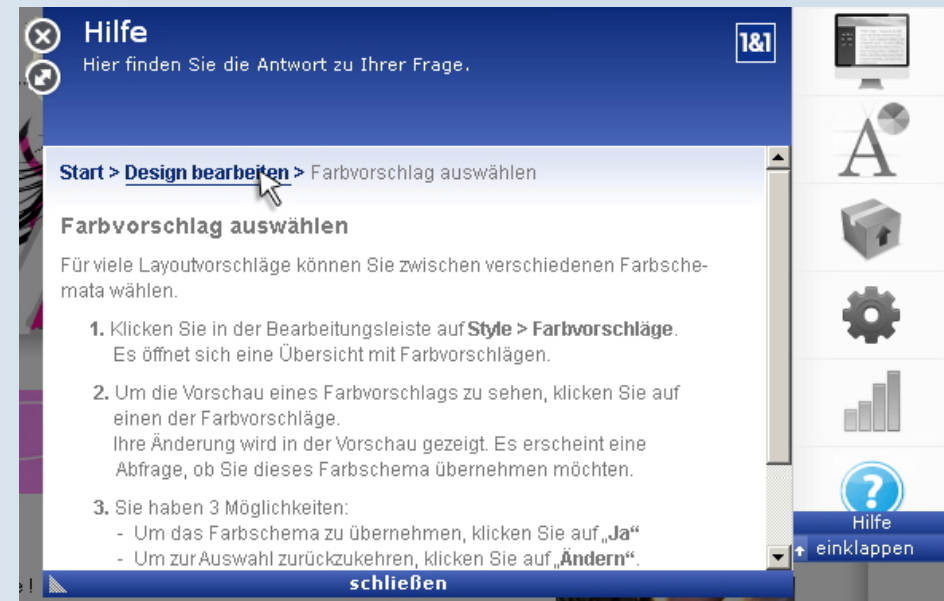 Hilfe
Hier finden Sie die Antwort zu Ihrer Frage.
1&1
Start > Design bearbeiten > Farbvorschlag auswählen
Farbvorschlag auswählen
Für viele Layoutvorschläge können Sie zwischen verschiedenen Farbsche-
mata wählen.
1. Klicken Sie in der Bearbeitungsleiste auf Style > Farbvorschläge.
Es öffnet sich eine Übersicht mit Farbvorschlägen.
2. Um die Vorschau eines Farbvorschlags zu sehen, klicken Sie auf
einen der Farbvorschläge.
Ihre Änderung wird in der Vorschau gezeigt. Es erscheint eine
Abfrage, ob Sie dieses Farbschema übernehmen möchten.
3. Sie haben 3 Möglichkeiten:
- Um das Farbschema zu übernehmen, klicken Sie auf „Ja“
- Um zur Auswahl zurückzukehren, klicken Sie auf „Ändern“.
schließen
A
?
Hilfe
einklappen